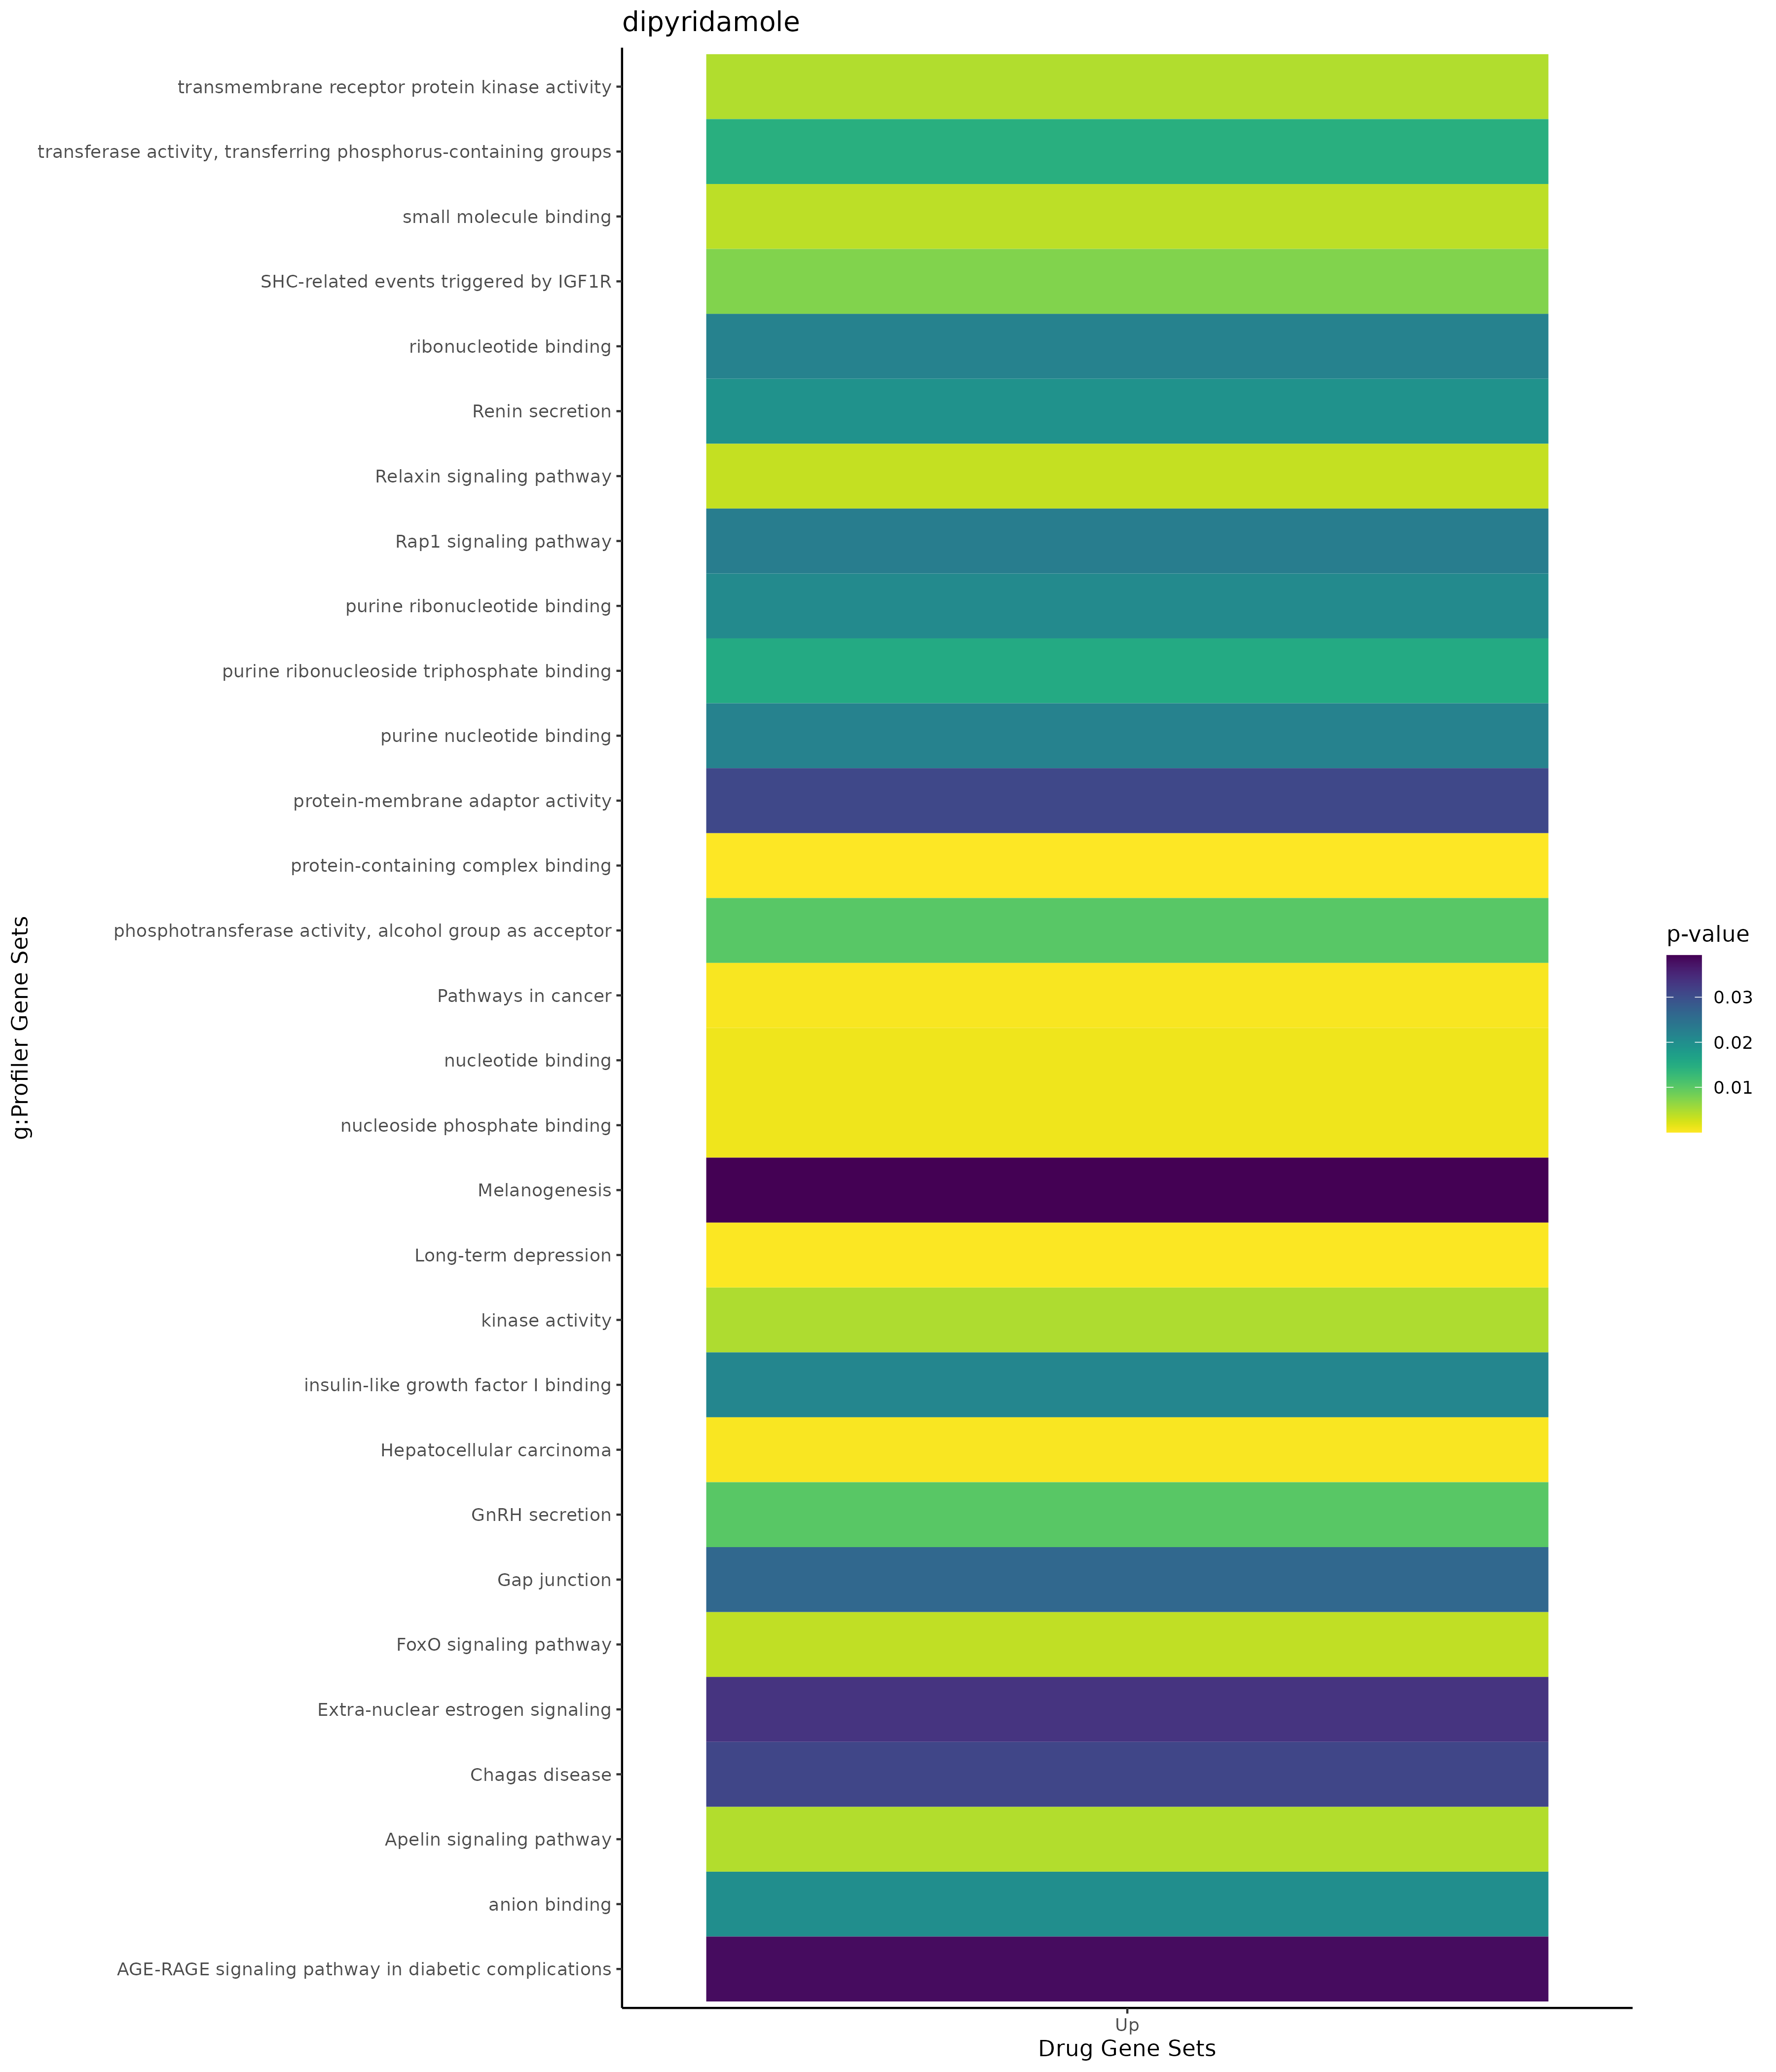 dipyridamole
transmembrane receptor protein kinase activity
transferase activity, transferring phosphorus-containing groups
small molecule binding
SHC-related events triggered by IGF1R
ribonucleotide binding
Renin secretion
Relaxin signaling pathway
Rap1 signaling pathway
purine ribonucleotide binding
purine ribonucleoside triphosphate binding
purine nucleotide binding
protein-membrane adaptor activity
protein-containing complex binding
phosphotransferase activity, alcohol group as acceptor
Pathways in cancer
nucleotide binding
nucleoside phosphate binding
Melanogenesis
Long-term depression
kinase activity
insulin-like growth factor I binding
Hepatocellular carcinoma
GnRH secretion
Gap junction
FoxO signaling pathway
Extra-nuclear estrogen signaling
Chagas disease
Apelin signaling pathway
anion binding
AGE-RAGE signaling pathway in diabetic complications
g:Profiler Gene Sets
Up
Drug Gene Sets
p-value
0.03
0.02
0.01